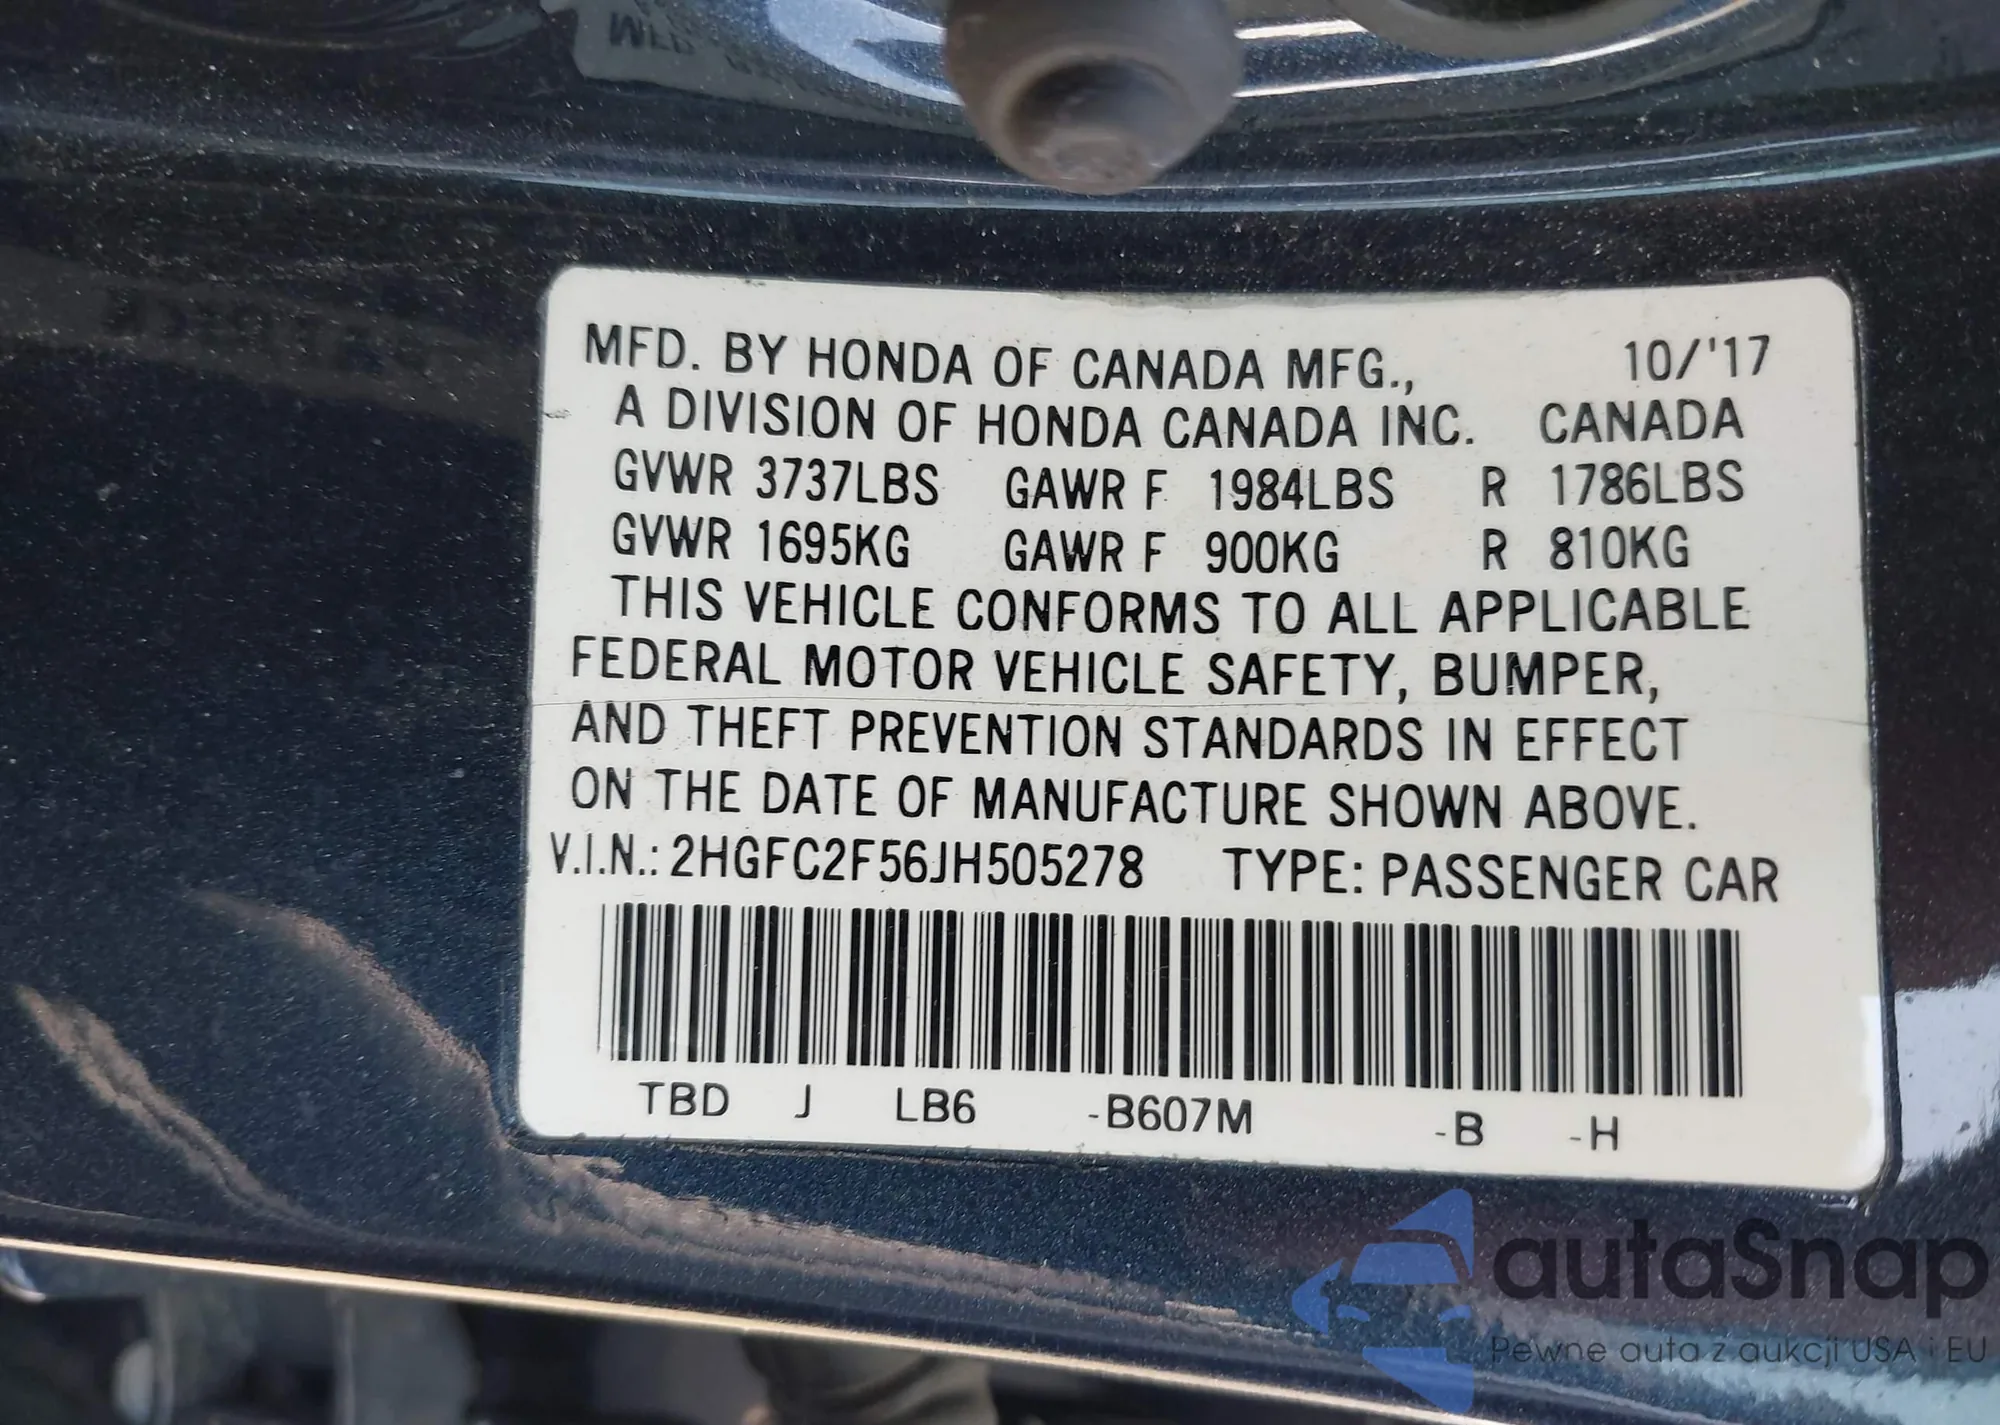 MFD. BY HONDA OF CANADA MFG., 10/'17
A DIVISION OF HONDA CANADA INC. CANADA
GVWR 3737LBS GAWR F 1984LBS R 1786LBS
GVWR 1695KG GAWR F 900KG R 810KG
THIS VEHICLE CONFORMS TO ALL APPLICABLE
FEDERAL MOTOR VEHICLE SAFETY, BUMPER,
AND THEFT PREVENTION STANDARDS IN EFFECT
ON THE DATE OF MANUFACTURE SHOWN ABOVE.
V.I.N.: 2HGFC2F56JH505278 TYPE: PASSENGER CAR
TBD J LB6 -B607M -B -H
autaSnap
Pewne auta z aukcji USA i EU